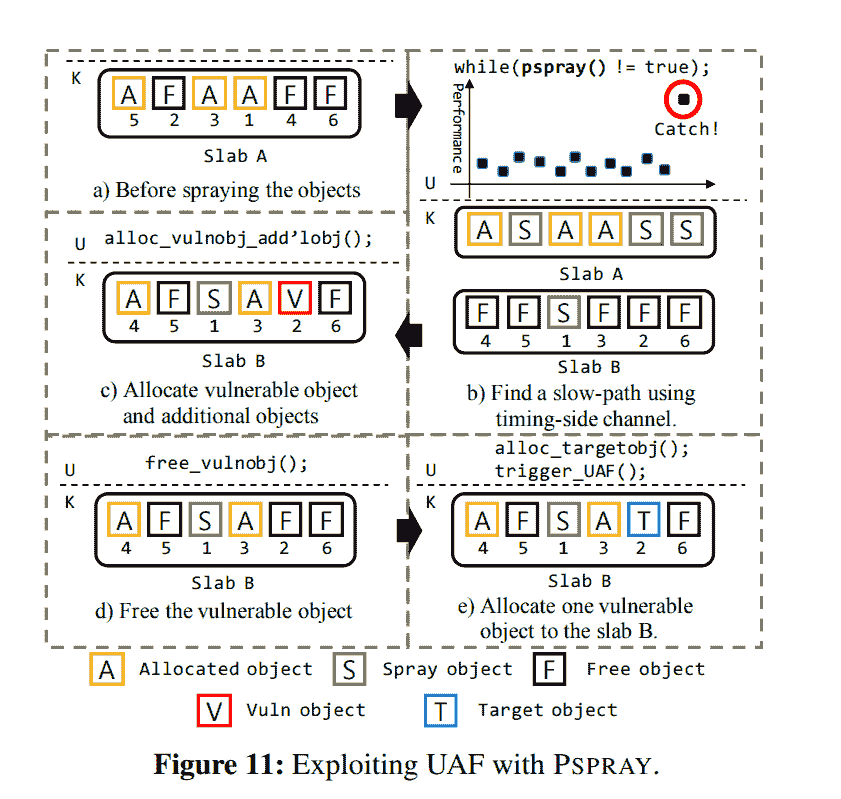 K
A F A A F F
5 2 3 1 4 6
Slab A
a) Before spraying the objects
while(pspray() != true);
Performance
Catch!
U
K
A S A A S S
Slab A
F F S F F F
4 5 1 3 2 6
Slab B
b) Find a slow-path using
timing-side channel.
U alloc_vulnobj_add'lobj();
K
A F S A V F
4 5 1 3 2 6
Slab B
c) Allocate vulnerable object
and additional objects
U free_vulnobj();
K
A F S A F F
4 5 1 3 2 6
Slab B
d) Free the vulnerable object
alloc_targetobj();
U trigger_UAF();
K
A F S A T F
4 5 1 3 2 6
Slab B
e) Allocate one vulnerable
object to the slab B.
A Allocated object S Spray object F Free object
V Vuln object T Target object
Figure 11: Exploiting UAF with PSPRAY.